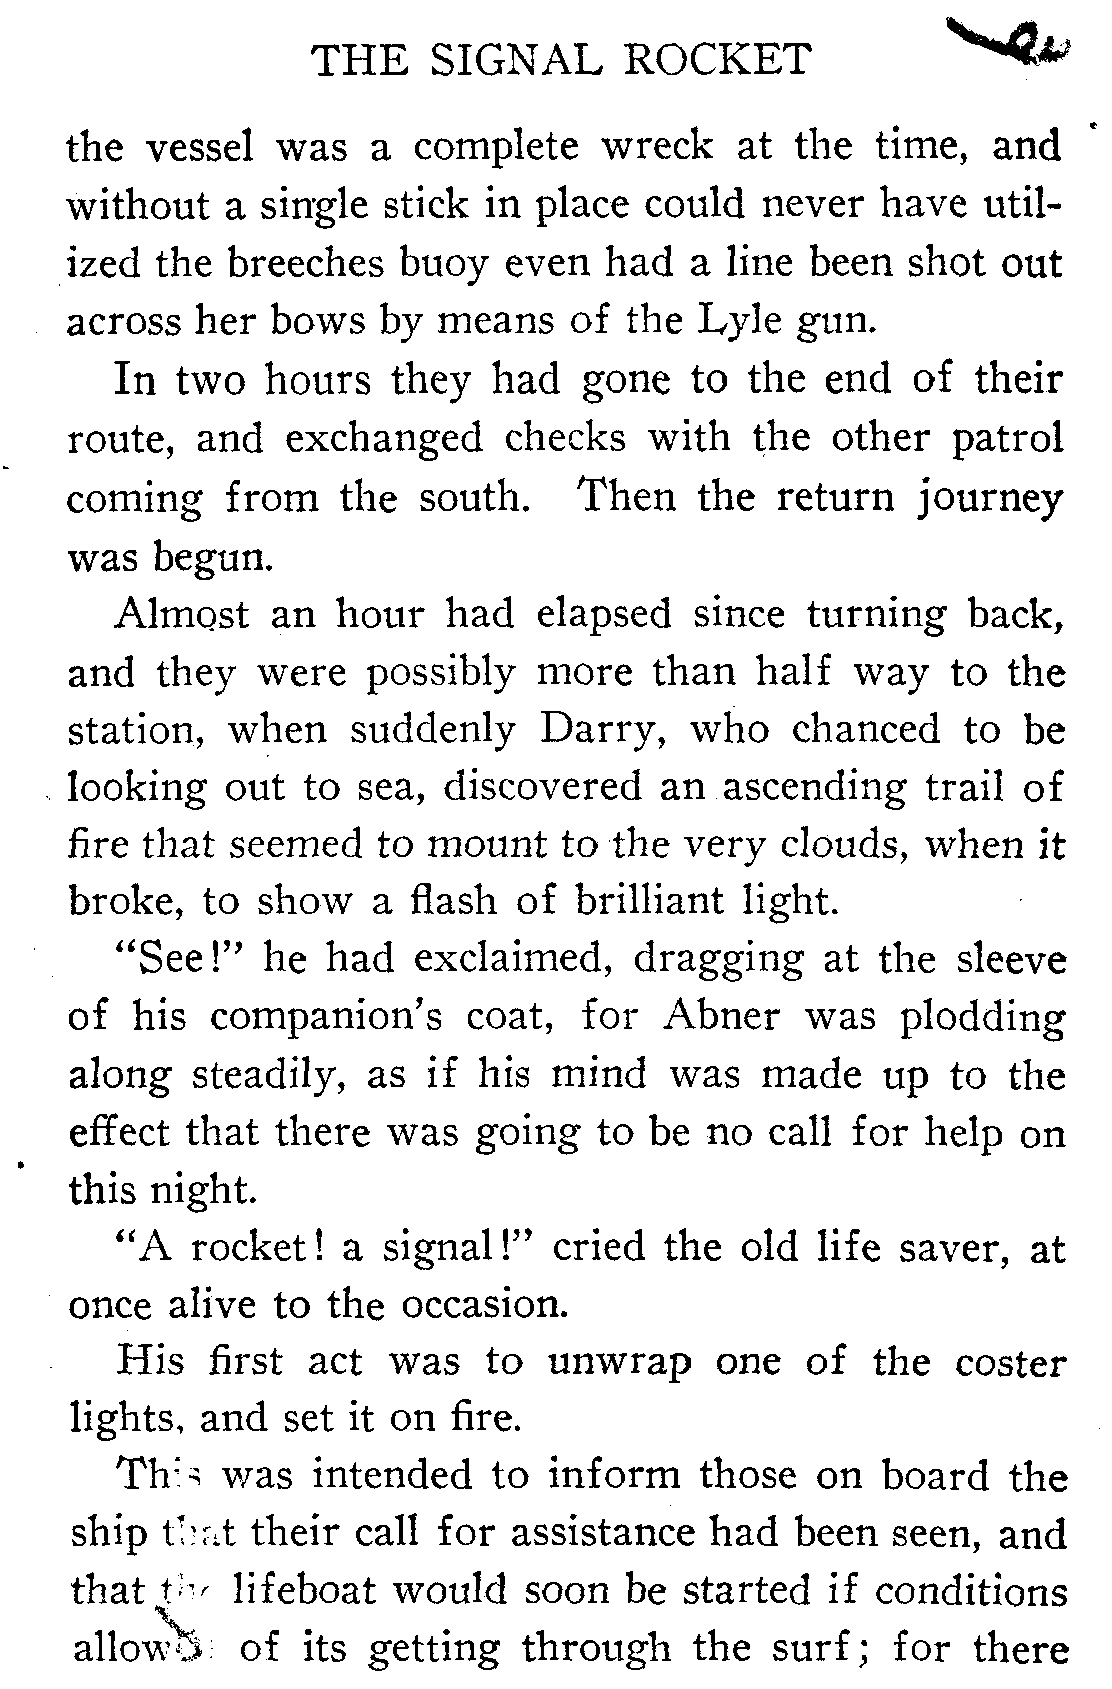 THE SIGNAL ROCKET
the vessel was a complete wreck at the time, and
without a single stick in place could never have util-
ized the breeches buoy even had a line been shot out
across her bows by means of the Lyle gun.
In two hours they had gone to the end of their
route, and exchanged checks with the other patrol
coming from the south. Then the return journey
was begun.
Almost an hour had elapsed since turning back,
and they were possibly more than half way to the
station, when suddenly Darry, who chanced to be
looking out to sea, discovered an ascending trail of
fire that seemed to mount to the very clouds, when it
broke, to show a flash of brilliant light.
“See!” he had exclaimed, dragging at the sleeve
of his companion's coat, for Abner was plodding
along steadily, as if his mind was made up to the
effect that there was going to be no call for help on
this night.
“A rocket! a signal!” cried the old life saver, at
once alive to the occasion.
His first act was to unwrap one of the coster
lights, and set it on fire.
This was intended to inform those on board the
ship that their call for assistance had been seen, and
that the lifeboat would soon be started if conditions
of its getting through the surf; for there